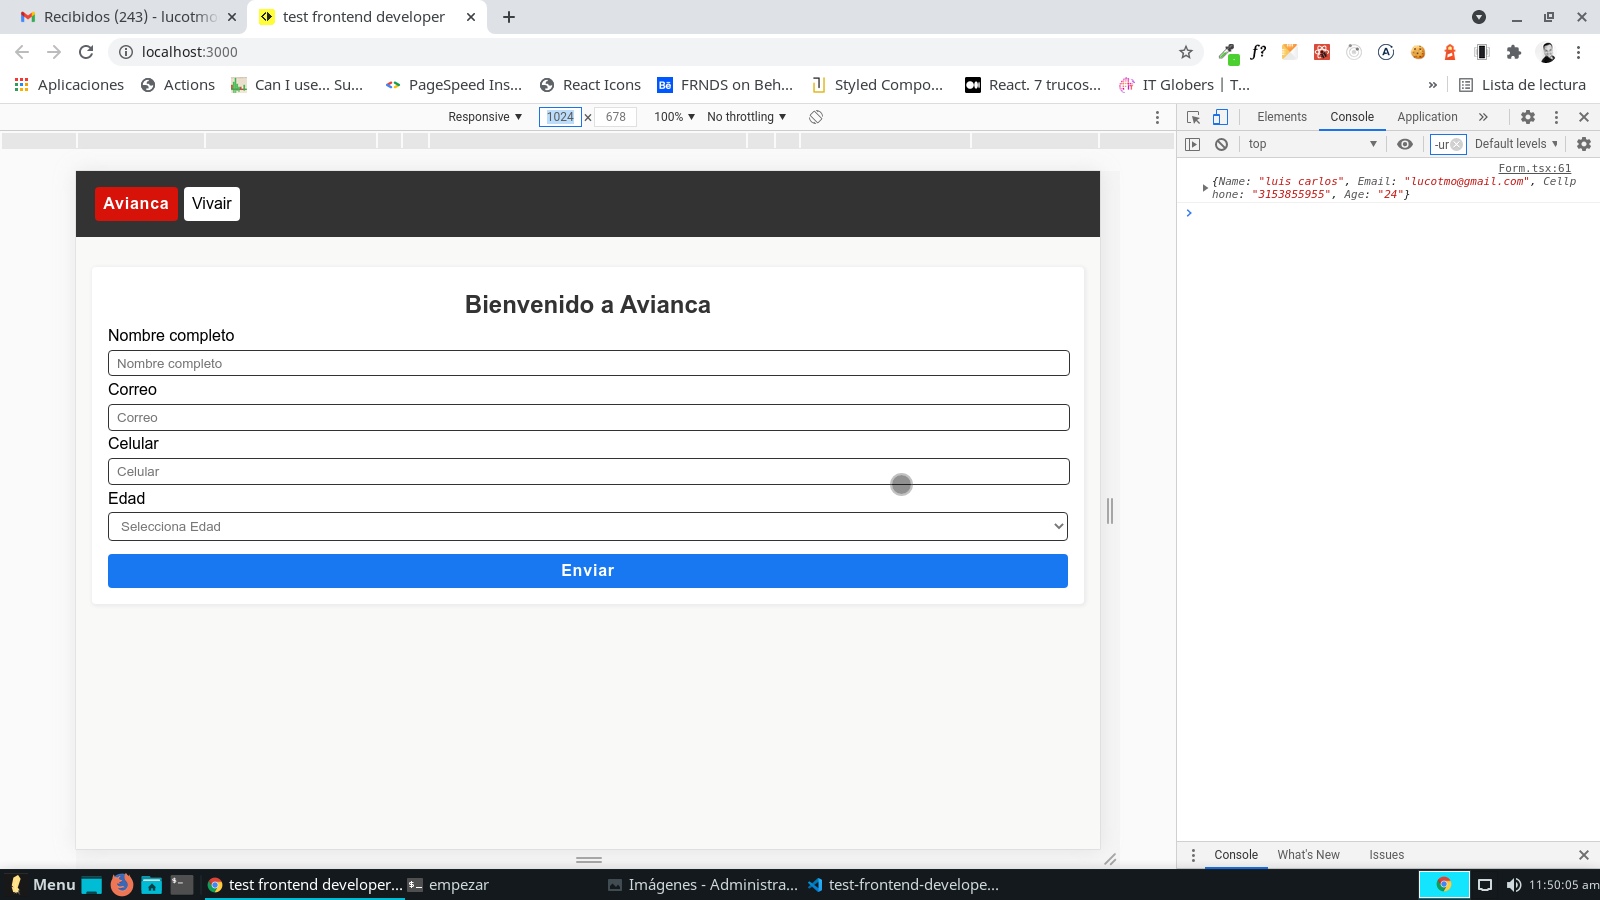 Recibidos (243) - lucotmo
test frontend developer
localhost:3000
Aplicaciones
Actions
Can I use... Su...
PageSpeed Ins...
React Icons
FRNDS on Beh...
Styled Compo...
React. 7 trucos...
IT Globers | T...
»
Lista de lectura
Responsive ▼ 1024 × 678 100% ▼ No throttling ▼
Elements Console Application »
top ▼ -ur Default levels ▼
Form.tsx:61
{Name: "luis carlos", Email: "lucotmo@gmail.com", Cellp
hone: "3153855955", Age: "24"}
Avianca Vivair
Bienvenido a Avianca
Nombre completo
Nombre completo
Correo
Correo
Celular
Celular
Edad
Selecciona Edad
Enviar
Console What's New Issues
Menu test frontend developer... empezar Imágenes - Administra... test-frontend-develope... 11:50:05 am